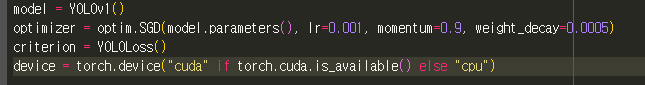 model = YOLOv1()
optimizer = optim.SGD(model.parameters(), lr=0.001, momentum=0.9, weight_decay=0.0005)
criterion = YOLOLoss()
device = torch.device("cuda" if torch.cuda.is_available() else "cpu")